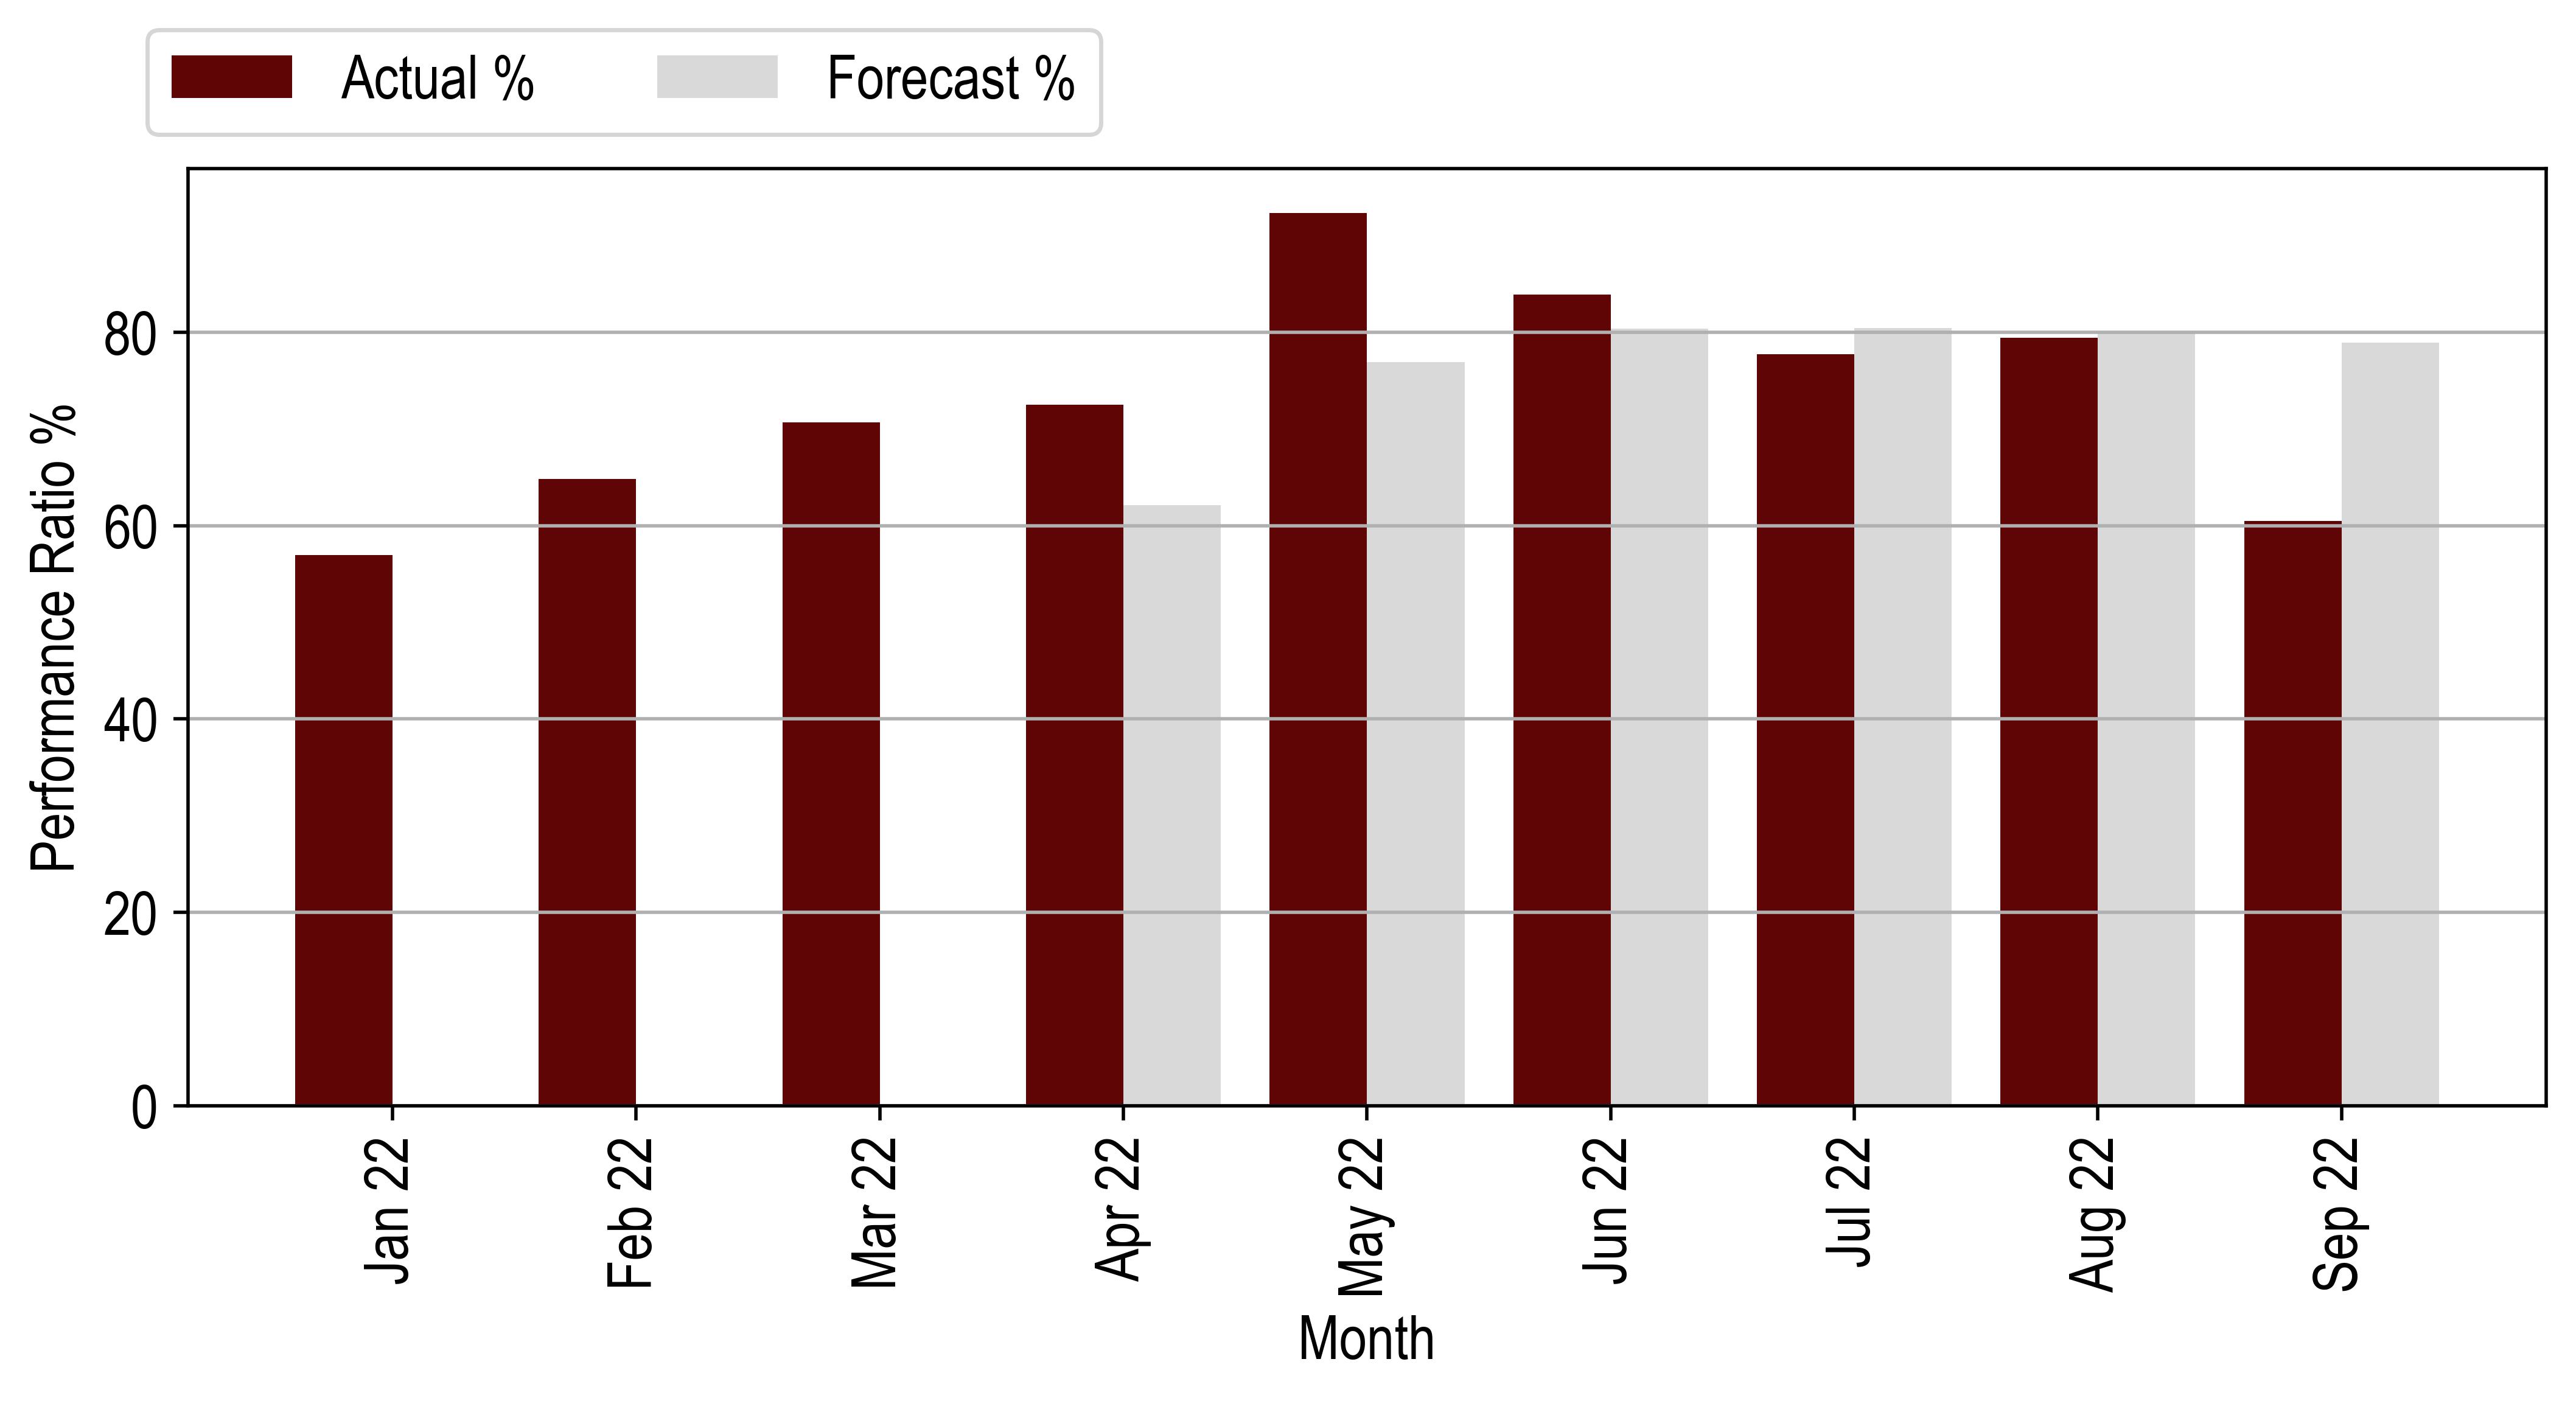 Actual %
Forecast %
Performance Ratio %
80
60
40
20
0
Jan 22
Feb 22
Mar 22
Apr 22
May 22
Jun 22
Jul 22
Aug 22
Sep 22
Month